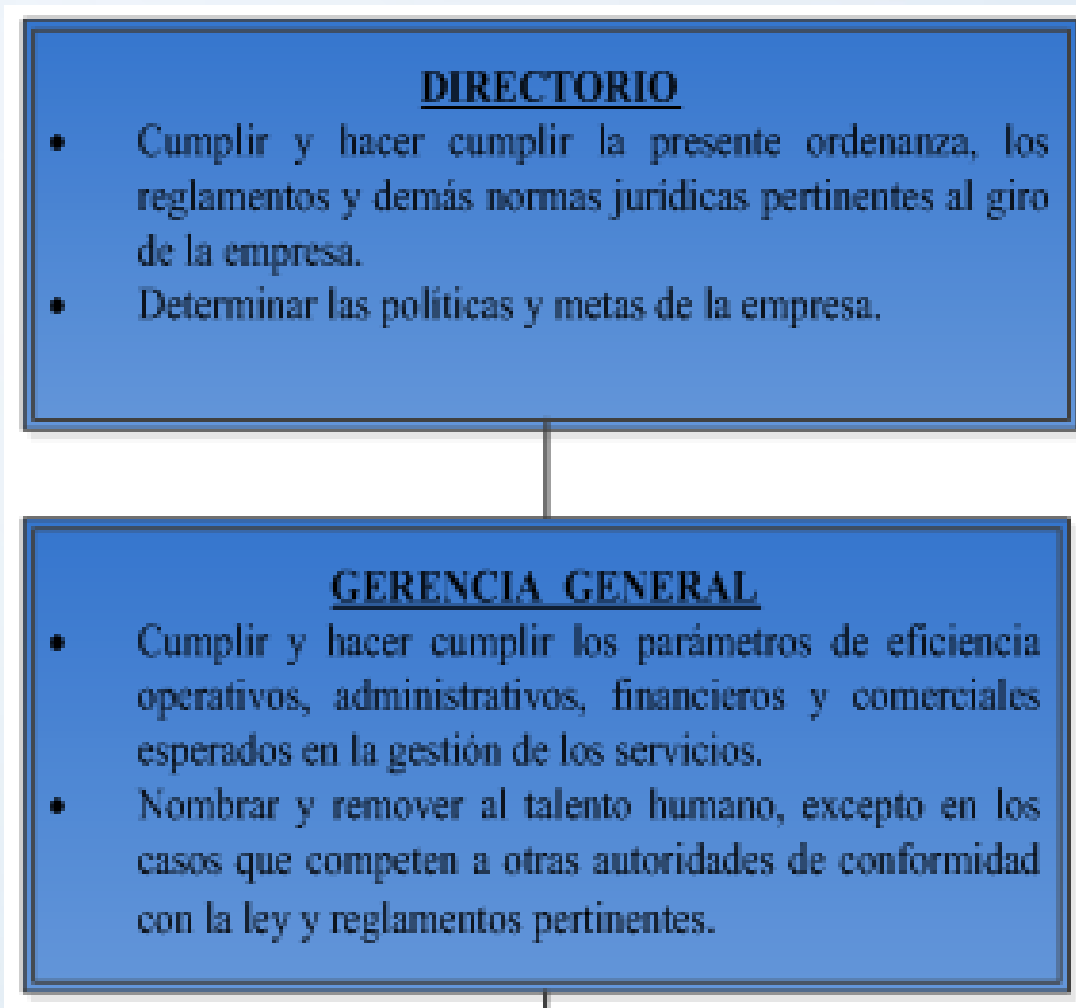 DIRECTORIO
• Cumplir y hacer cumplir la presente ordenanza, los
reglamentos y demás normas jurídicas pertinentes al giro
de la empresa.
• Determinar las políticas y metas de la empresa.
GERENCIA GENERAL
• Cumplir y hacer cumplir los parámetros de eficiencia
operativos, administrativos, financieros y comerciales
esperados en la gestión de los servicios.
• Nombrar y remover al talento humano, excepto en los
casos que competen a otras autoridades de conformidad
con la ley y reglamentos pertinentes.